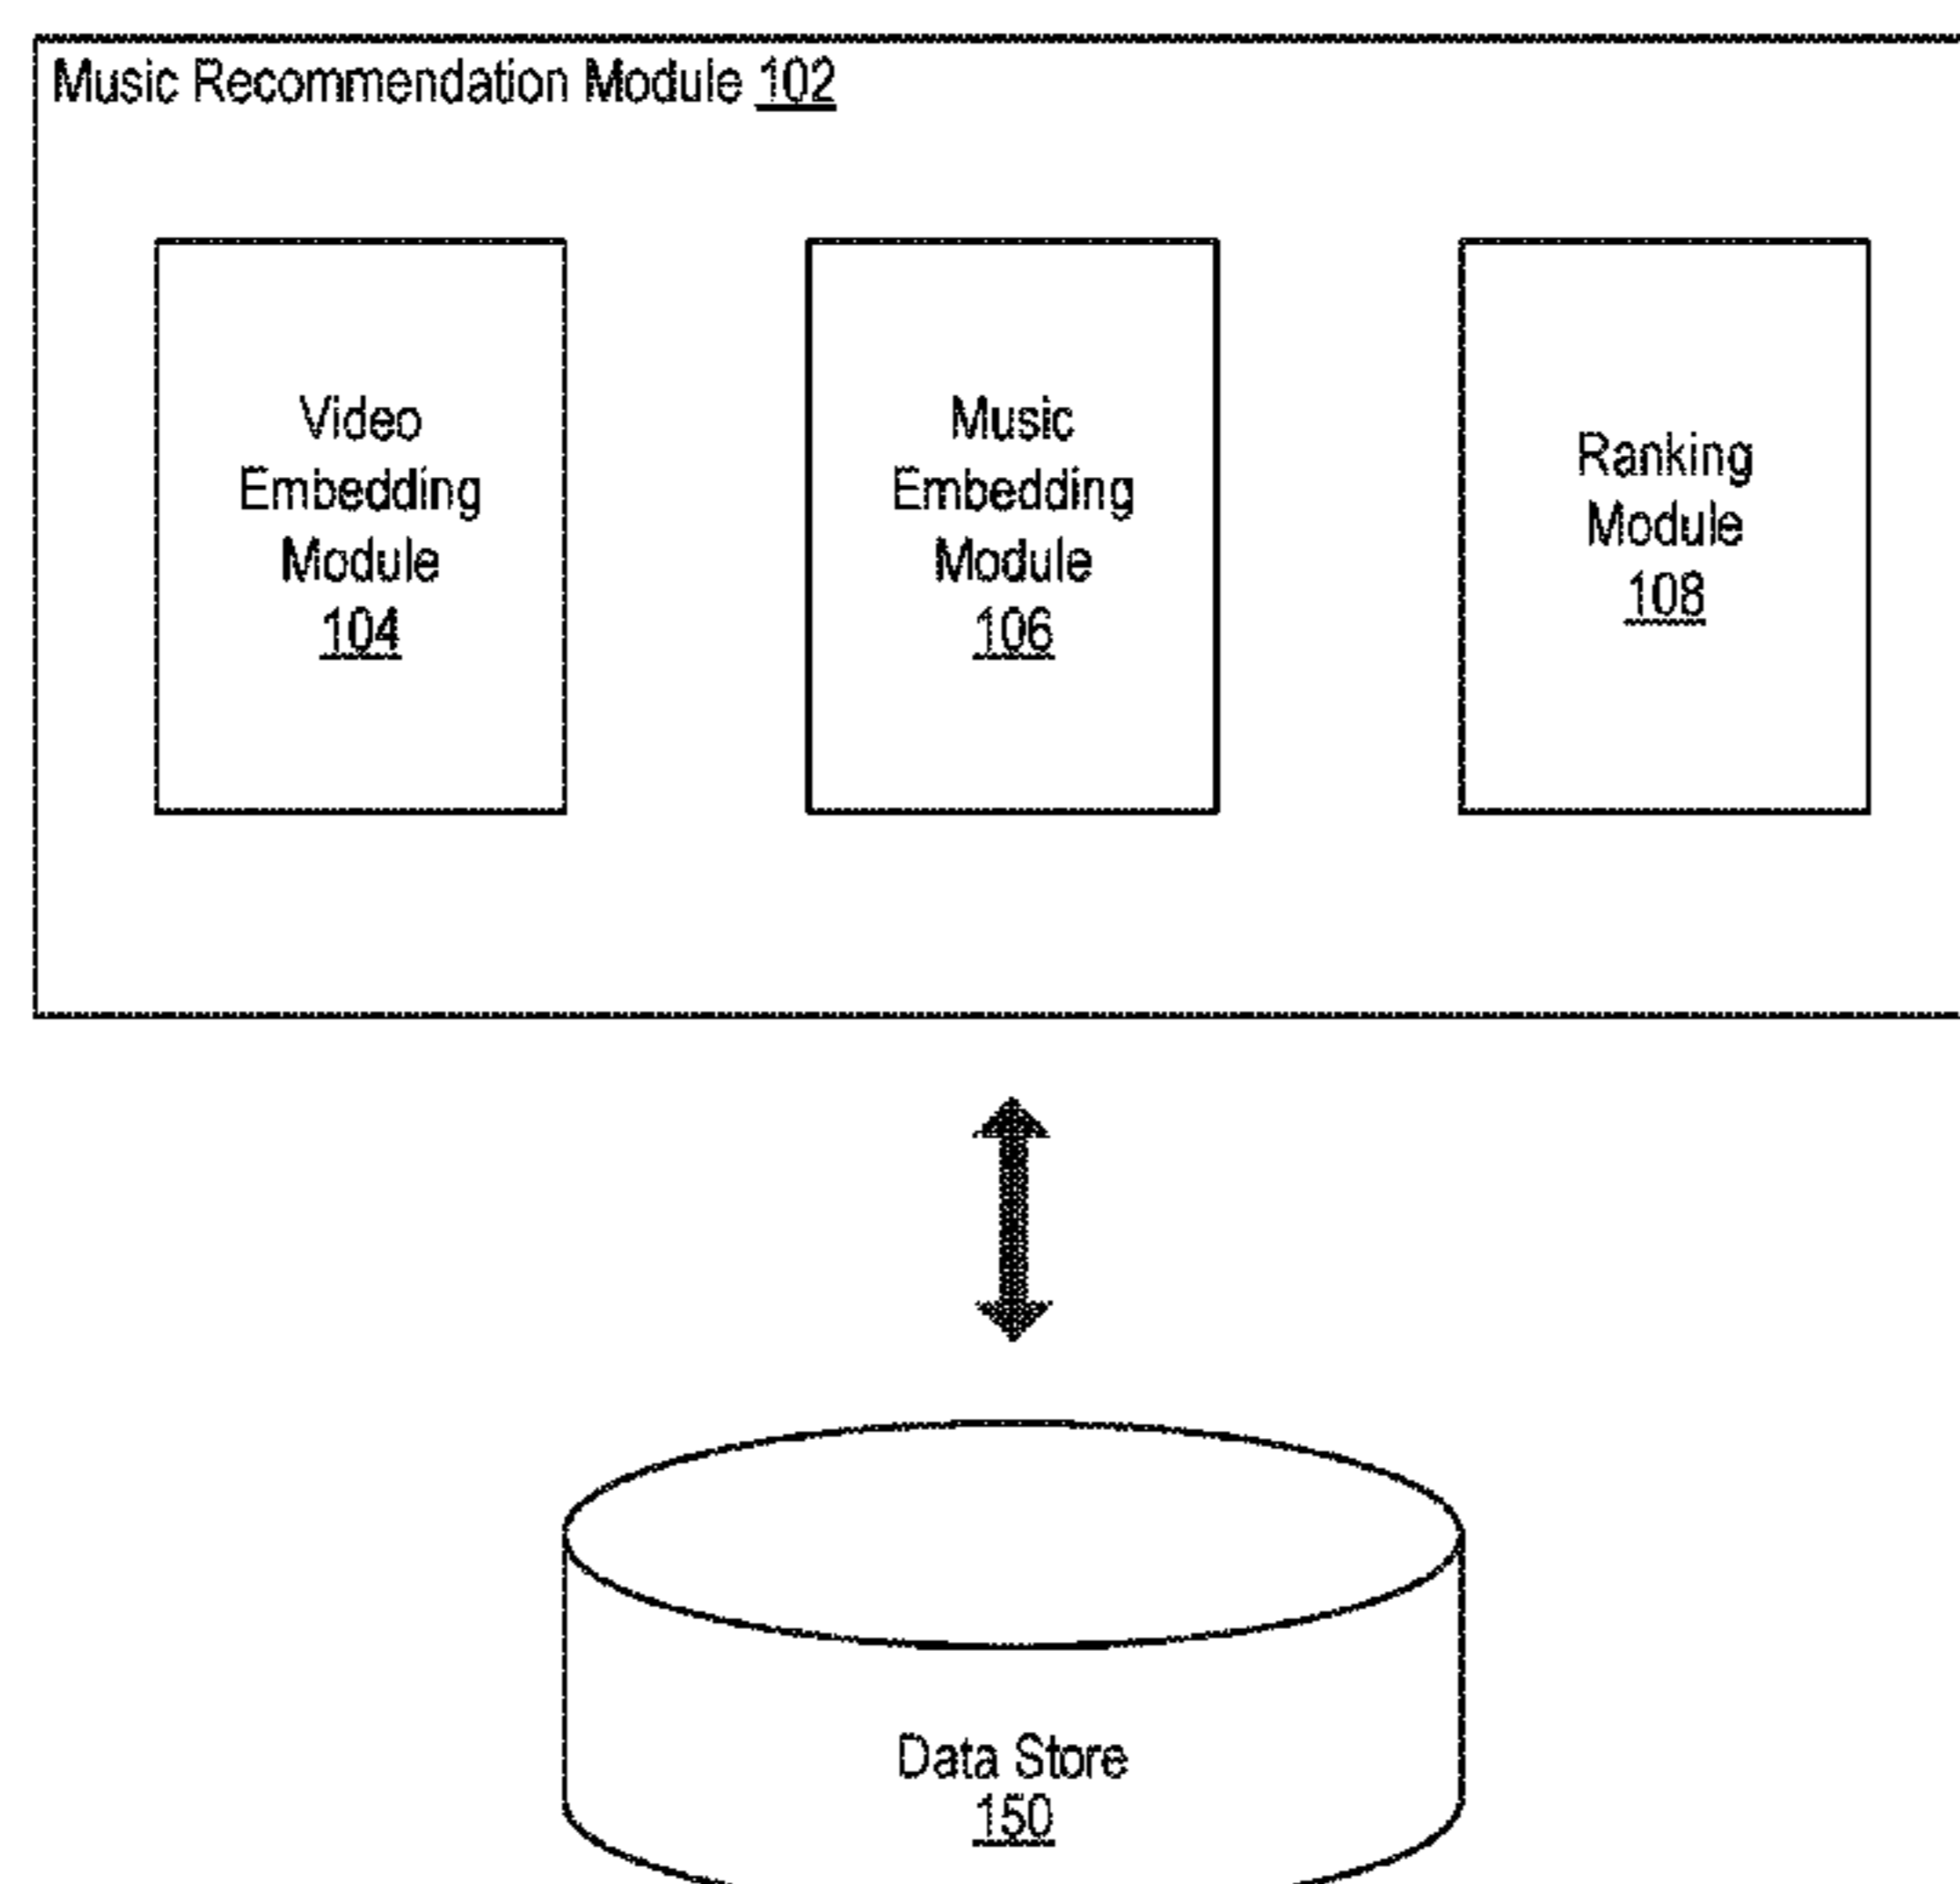 Music Recommendation Module 102
Video
Embedding
Module
104
Music
Embedding
Module
106
Ranking
Module
108
Data Store
150